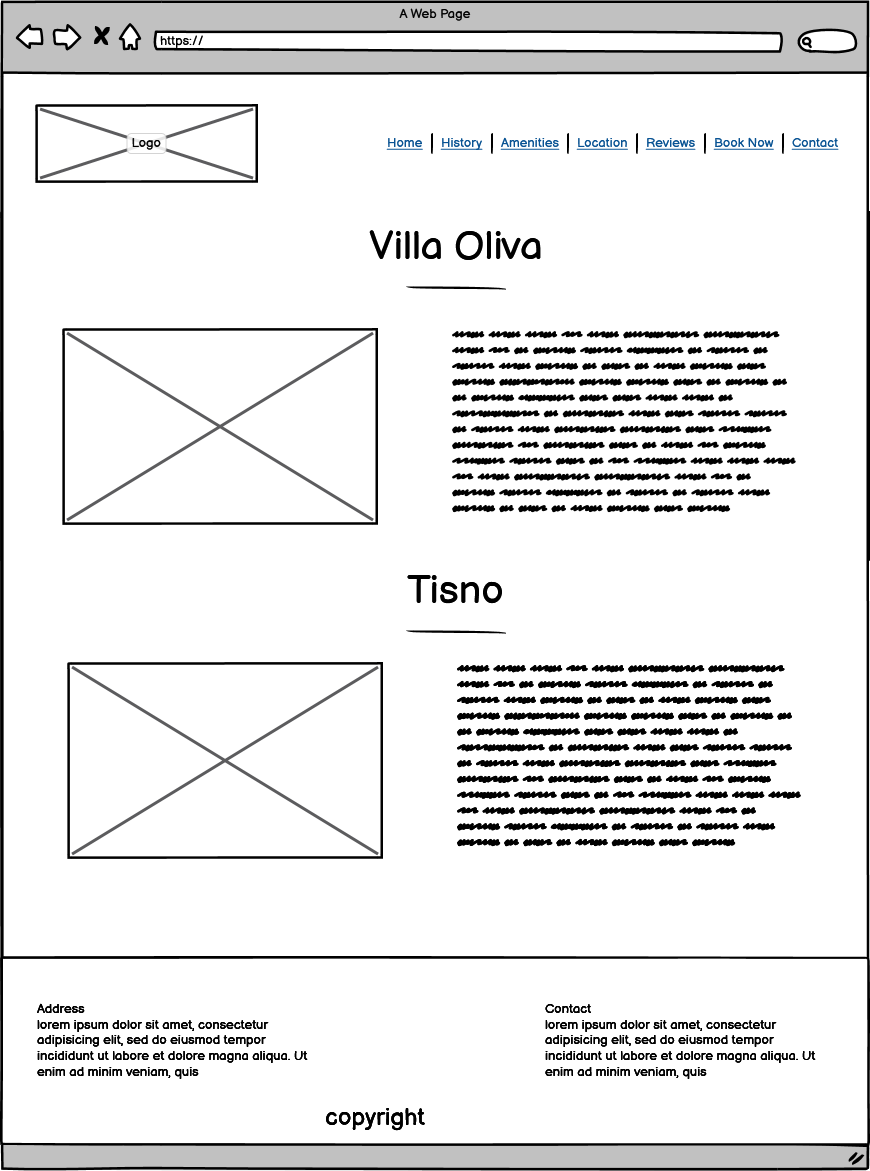 A Web Page
https://
Logo
Home History Amenities Location Reviews Book Now Contact
Villa Oliva
Tisno
Address
lorem ipsum dolor sit amet, consectetur
adipisicing elit, sed do eiusmod tempor
incididunt ut labore et dolore magna aliqua. Ut
enim ad minim veniam, quis
Contact
lorem ipsum dolor sit amet, consectetur
adipisicing elit, sed do eiusmod tempor
incididunt ut labore et dolore magna aliqua. Ut
enim ad minim veniam, quis
copyright